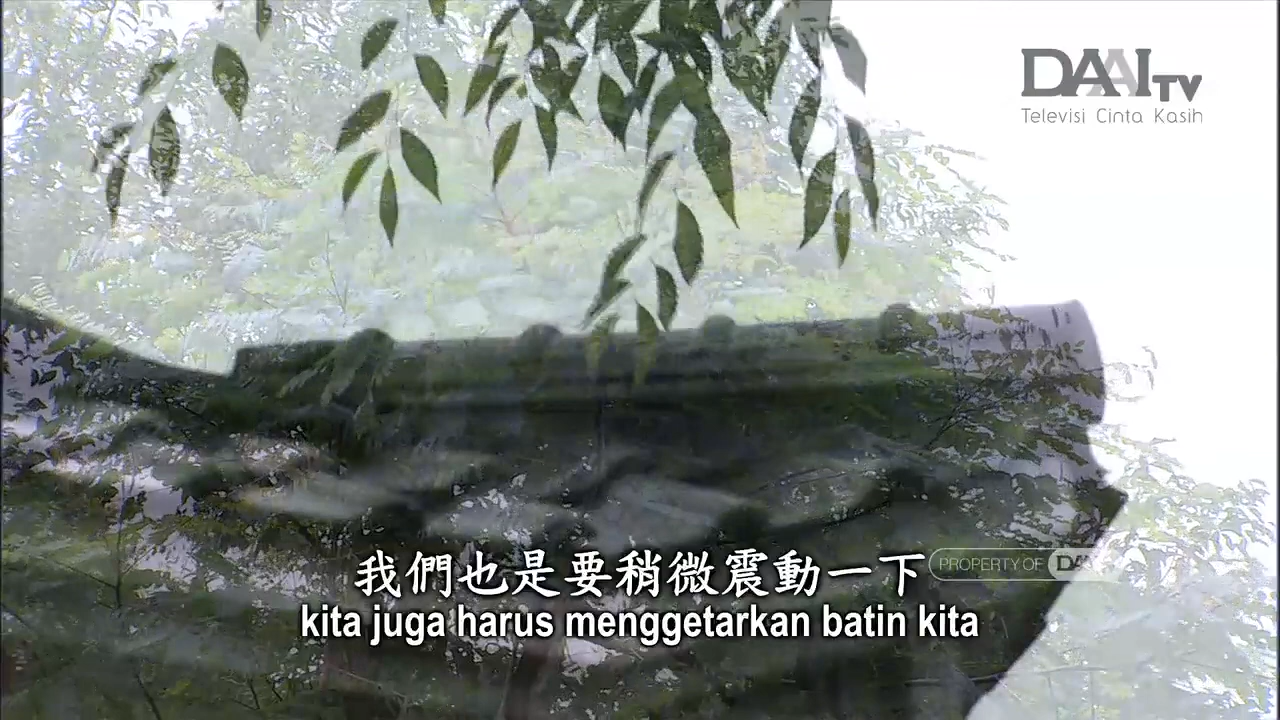 DAAI TV
Televisi Cinta Kasih
我們也是要稍微震動一下
PROPERTY OF DA
kita juga harus menggetarkan batin kita